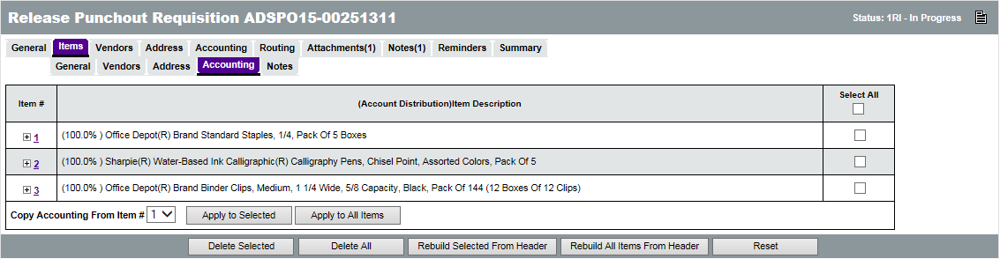 Release Punchout Requisition ADSPO15-00251311 Status: 1RI - In Progress
General Items Vendors Address Accounting Routing Attachments(1) Notes(1) Reminders Summary
General Vendors Address Accounting Notes
Item # (Account Distribution)Item Description Select All
1 (100.0% ) Office Depot(R) Brand Standard Staples, 1/4, Pack Of 5 Boxes
2 (100.0% ) Sharpie(R) Water-Based Ink Calligraphic(R) Calligraphy Pens, Chisel Point, Assorted Colors, Pack Of 5
3 (100.0% ) Office Depot(R) Brand Binder Clips, Medium, 1 1/4 Wide, 5/8 Capacity, Black, Pack Of 144 (12 Boxes Of 12 Clips)
Copy Accounting From Item # 1 Apply to Selected Apply to All Items
Delete Selected Delete All Rebuild Selected From Header Rebuild All Items From Header Reset